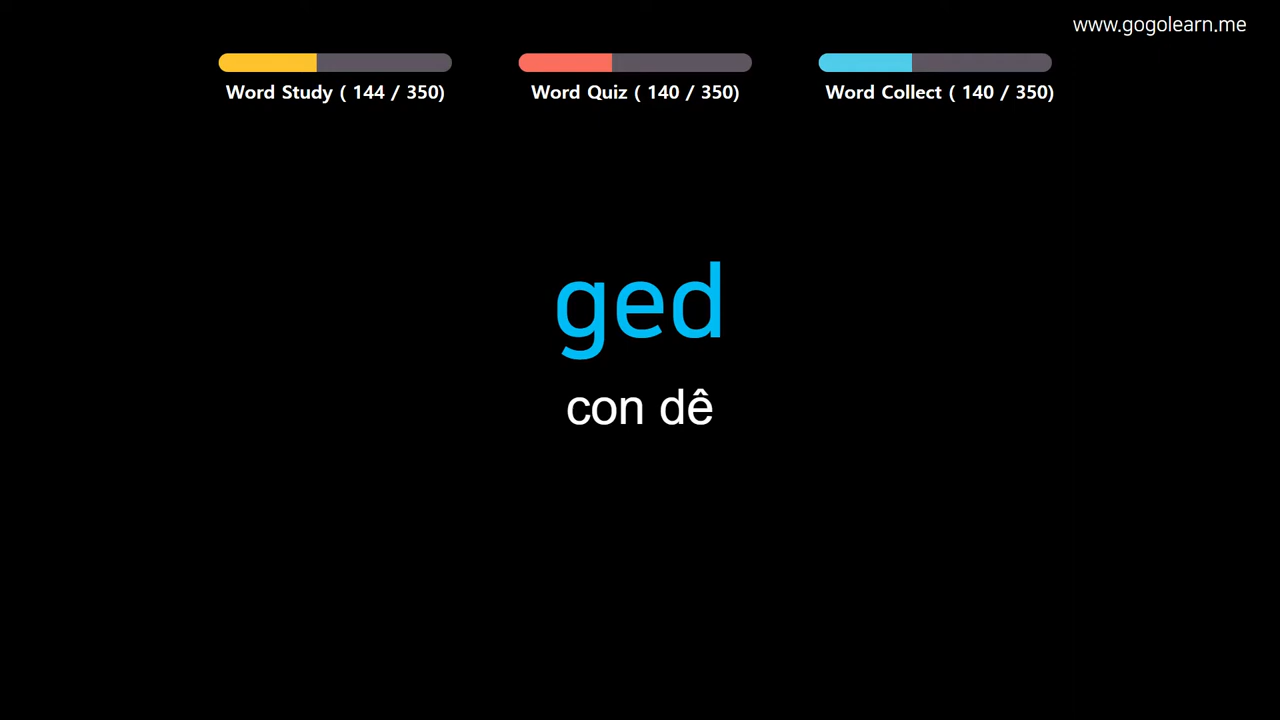 www.gogolearn.me
Word Study ( 144 / 350)
Word Quiz ( 140 / 350)
Word Collect ( 140 / 350)
ged
con dê